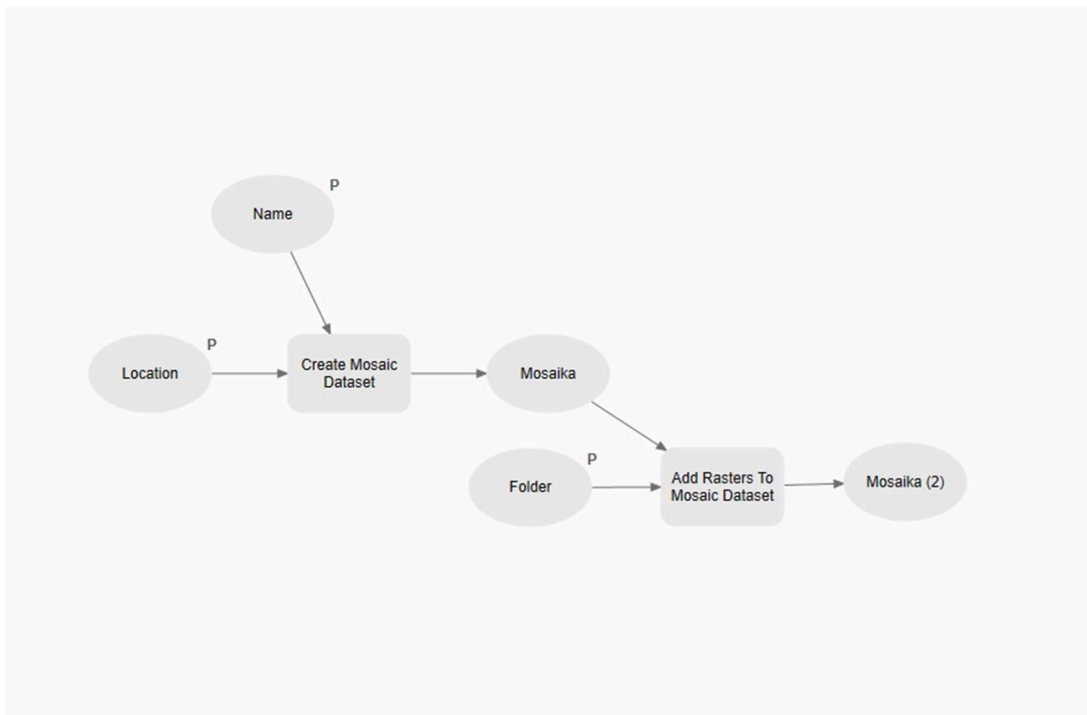 P
Name
P
Location
Create Mosaic
Dataset
Mosaika
P
Folder
Add Rasters To
Mosaic Dataset
Mosaika (2)